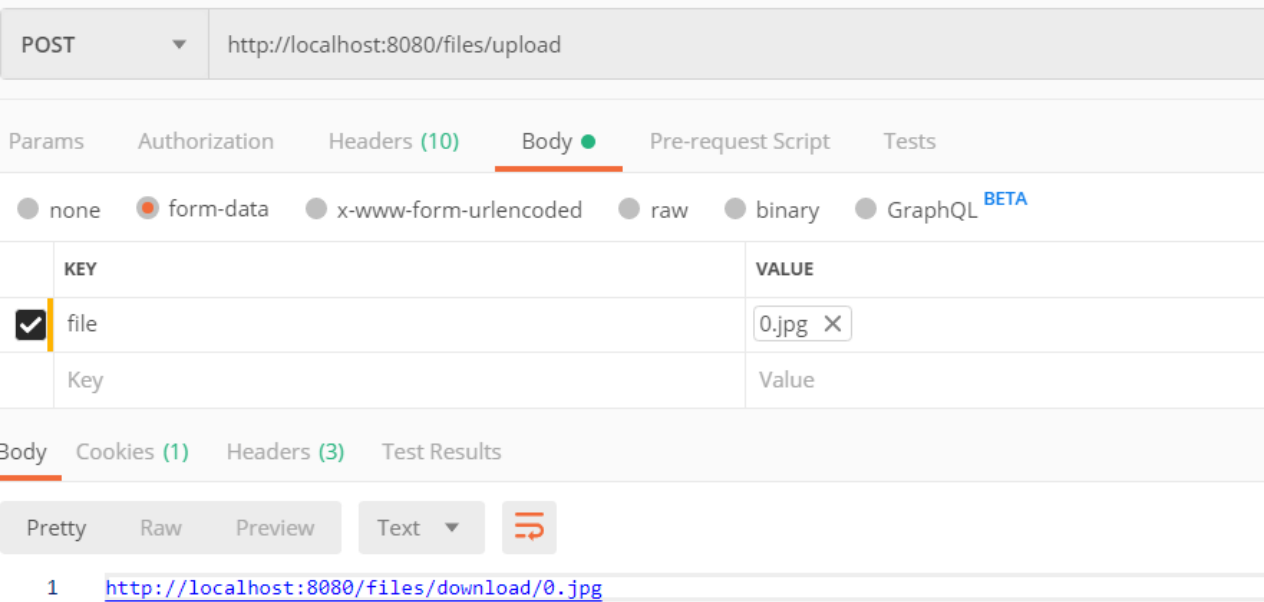 POST http://localhost:8080/files/upload
Params Authorization Headers (10) Body Pre-request Script Tests
none form-data x-www-form-urlencoded raw binary GraphQL BETA
KEY VALUE
file 0.jpg
Key Value
Body Cookies (1) Headers (3) Test Results
Pretty Raw Preview Text
1 http://localhost:8080/files/download/0.jpg